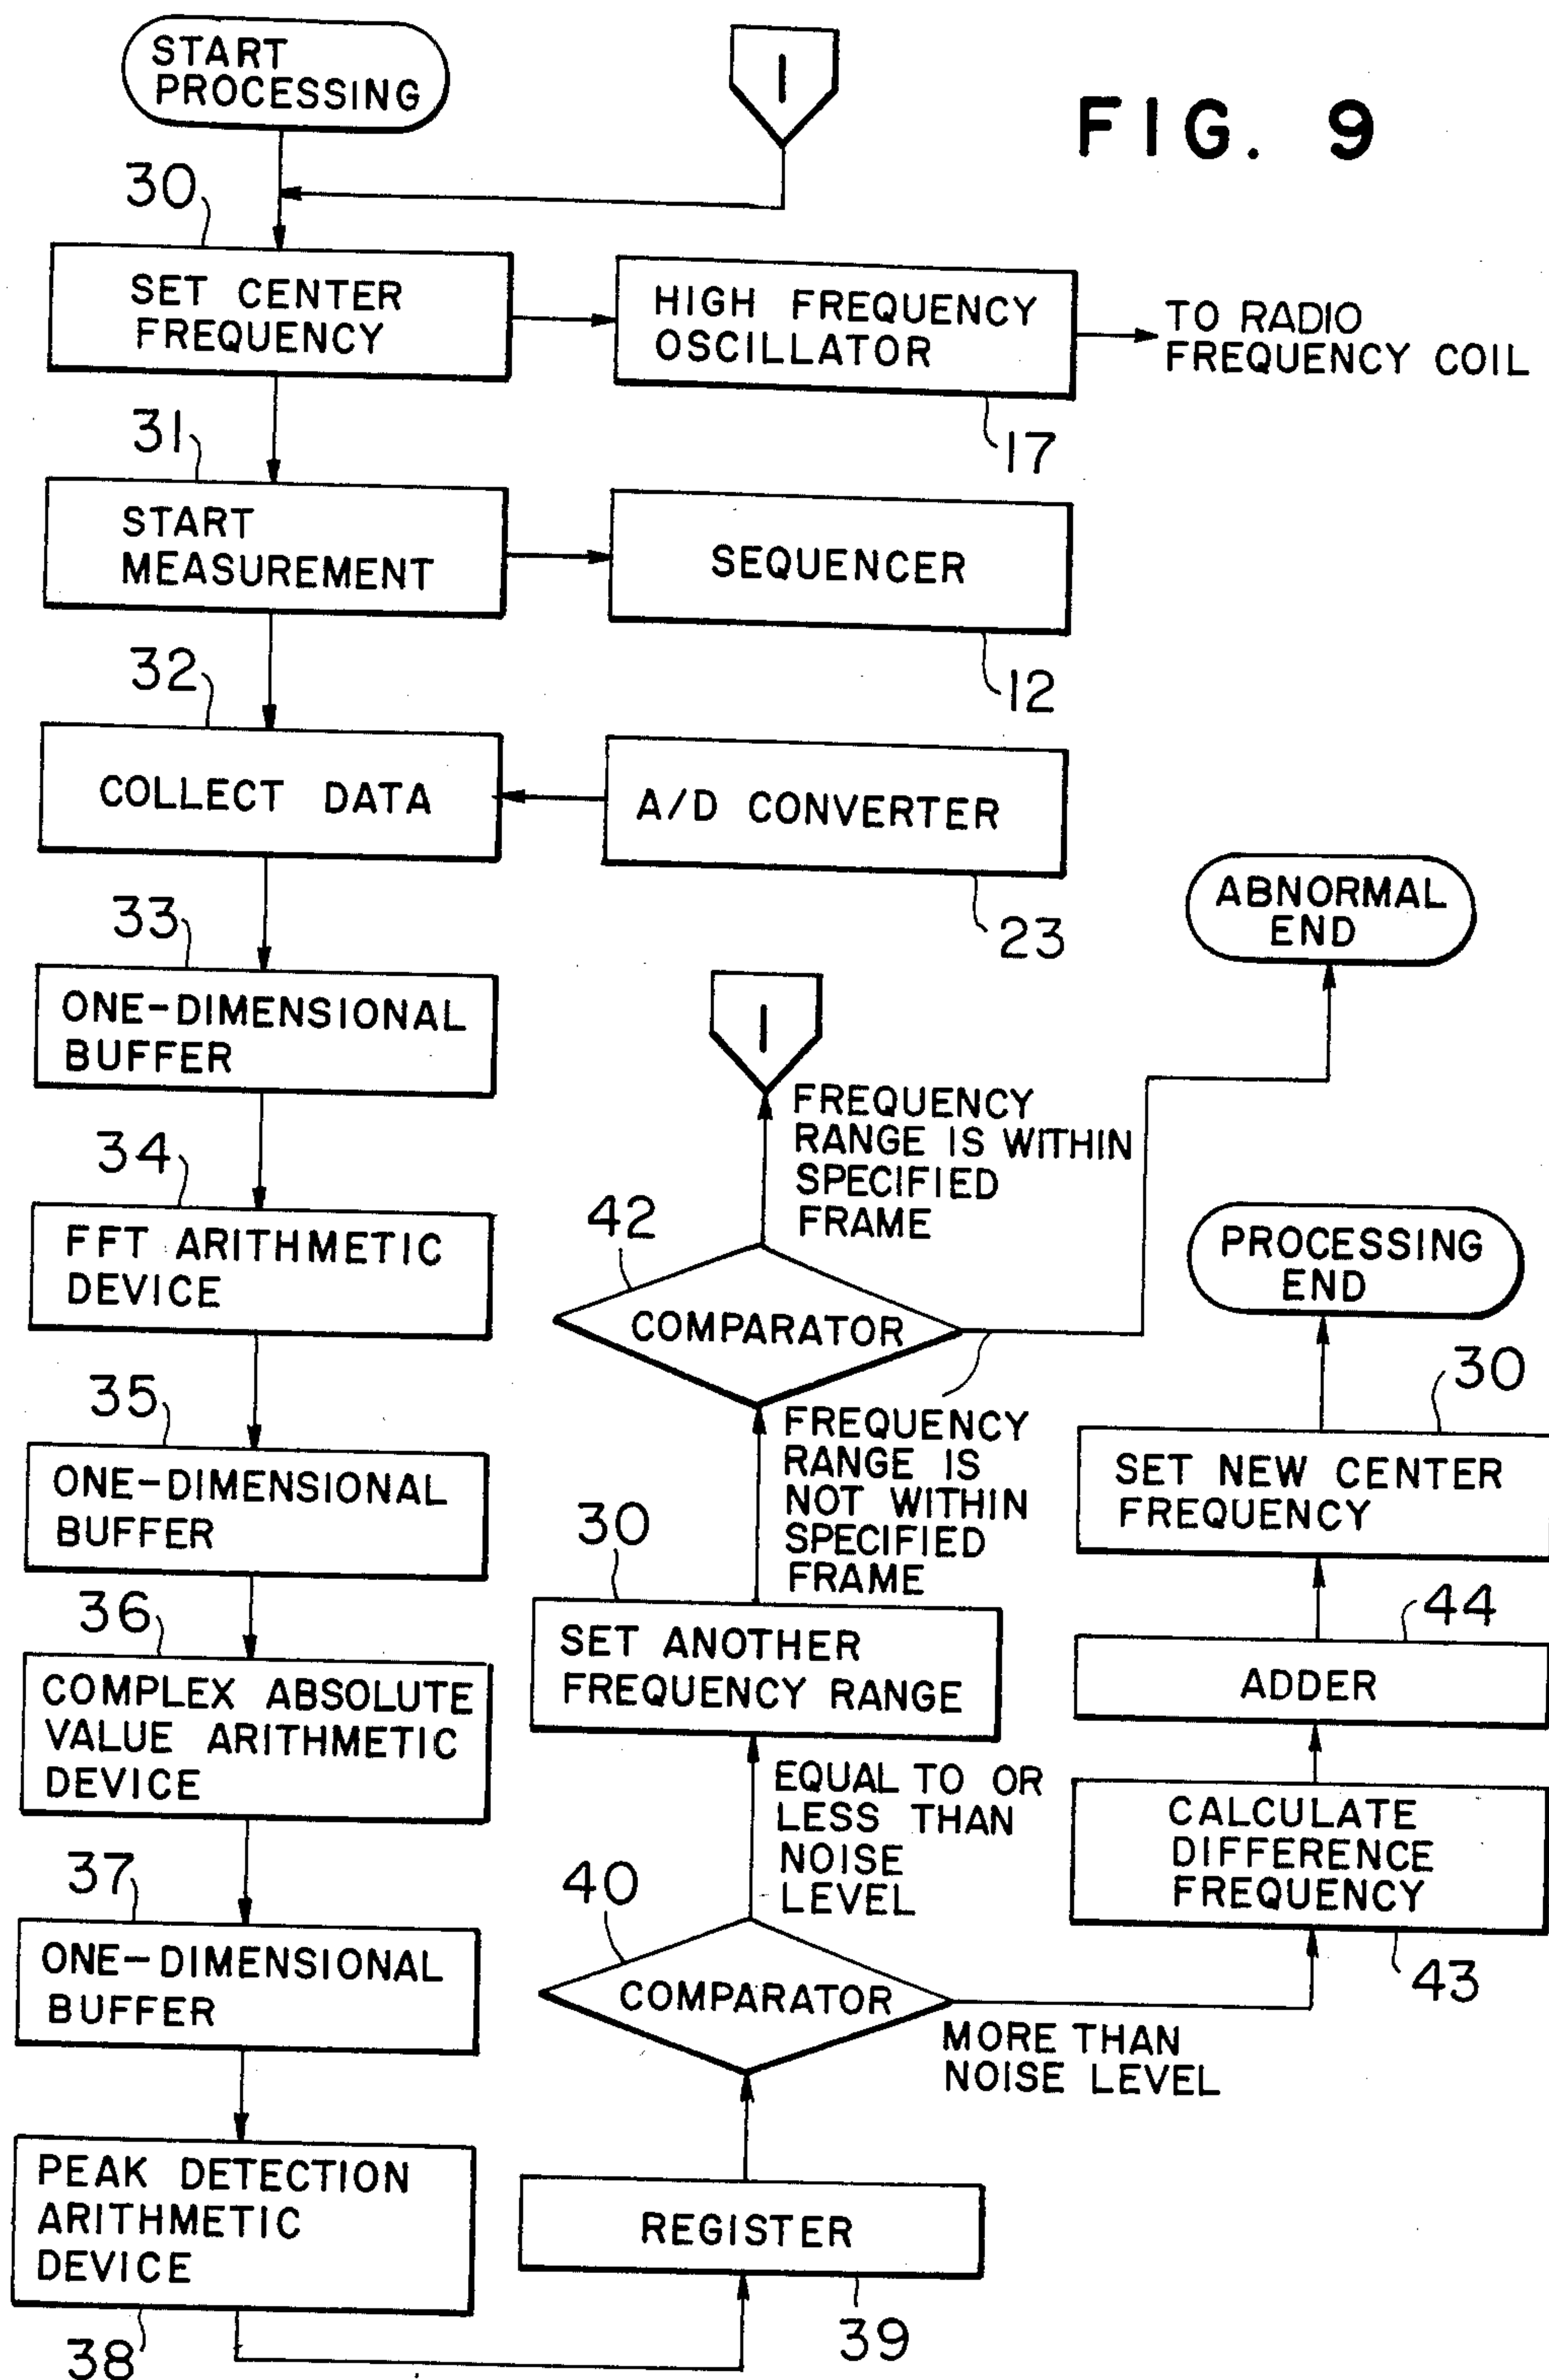 START
PROCESSING
I
FIG. 9
30
SET CENTER
FREQUENCY
HIGH FREQUENCY
OSCILLATOR
TO RADIO
FREQUENCY COIL
17
31
START
MEASUREMENT
SEQUENCER
12
32
COLLECT DATA
A/D CONVERTER
23
33
ONE-DIMENSIONAL
BUFFER
34
FFT ARITHMETIC
DEVICE
35
ONE-DIMENSIONAL
BUFFER
36
COMPLEX ABSOLUTE
VALUE ARITHMETIC
DEVICE
37
ONE-DIMENSIONAL
BUFFER
PEAK DETECTION
ARITHMETIC
DEVICE
38
REGISTER
39
40
COMPARATOR
MORE THAN
NOISE LEVEL
EQUAL TO OR
LESS THAN
NOISE
LEVEL
30
SET ANOTHER
FREQUENCY RANGE
42
COMPARATOR
FREQUENCY
RANGE IS
NOT WITHIN
SPECIFIED
FRAME
I
FREQUENCY
RANGE IS WITHIN
SPECIFIED
FRAME
ABNORMAL
END
PROCESSING
END
30
SET NEW CENTER
FREQUENCY
44
ADDER
CALCULATE
DIFFERENCE
FREQUENCY
43